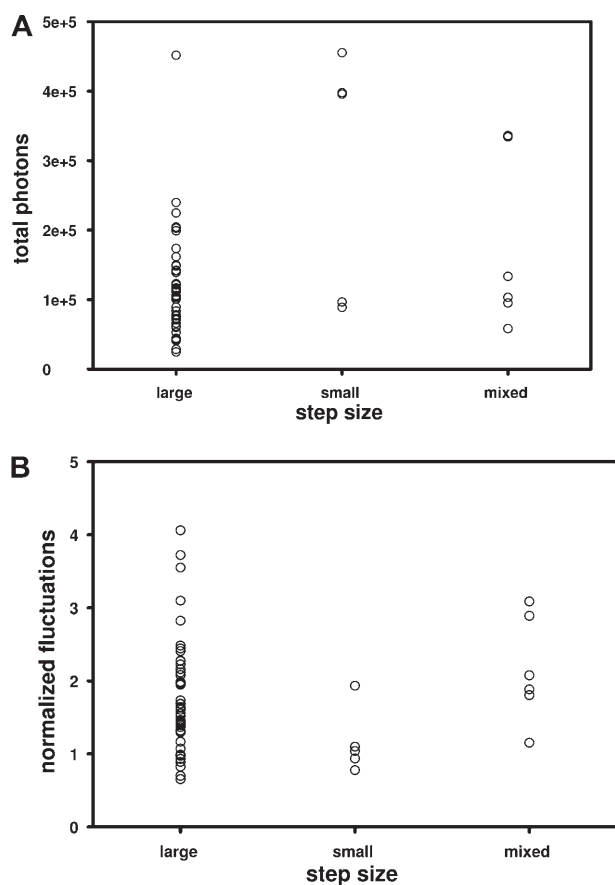 A
5e+5
4e+5
3e+5
2e+5
1e+5
0
total photons
large small mixed
step size
B
5
4
3
2
1
0
normalized fluctuations
large small mixed
step size